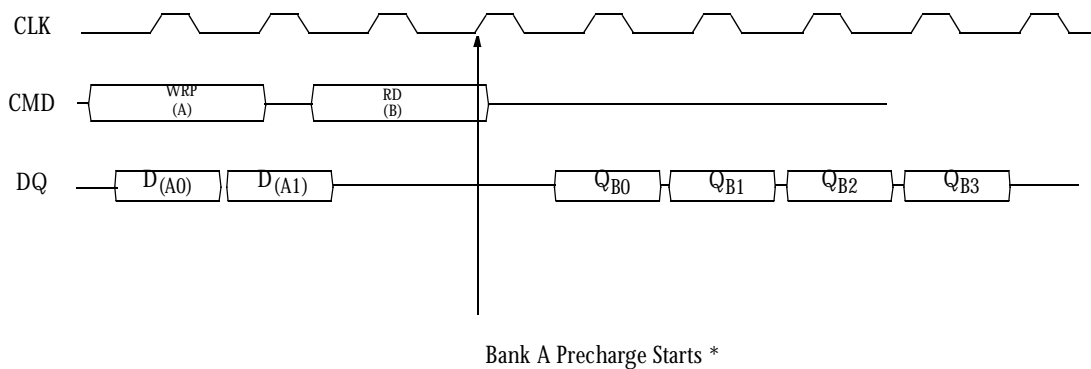 CLK
CMD WRP RD
(A) (B)
DQ D(A0) D(A1) QB0 QB1 QB2 QB3
Bank A Precharge Starts *